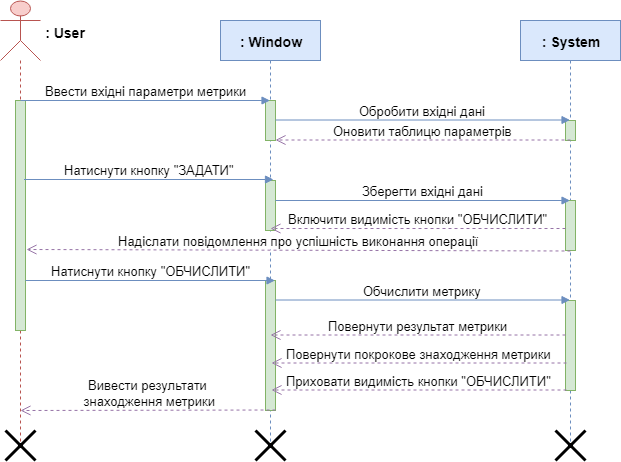 : User
: Window
: System
Ввести вхідні параметри метрики
Обробити вхідні дані
Оновити таблицю параметрів
Натиснути кнопку "ЗАДАТИ"
Зберегти вхідні дані
Включити видимість кнопки "ОБЧИСЛИТИ"
Надіслати повідомлення про успішність виконання операції
Натиснути кнопку "ОБЧИСЛИТИ"
Обчислити метрику
Повернути результат метрики
Повернути покрокове знаходження метрики
Приховати видимість кнопки "ОБЧИСЛИТИ"
Вивести результати
знаходження метрики